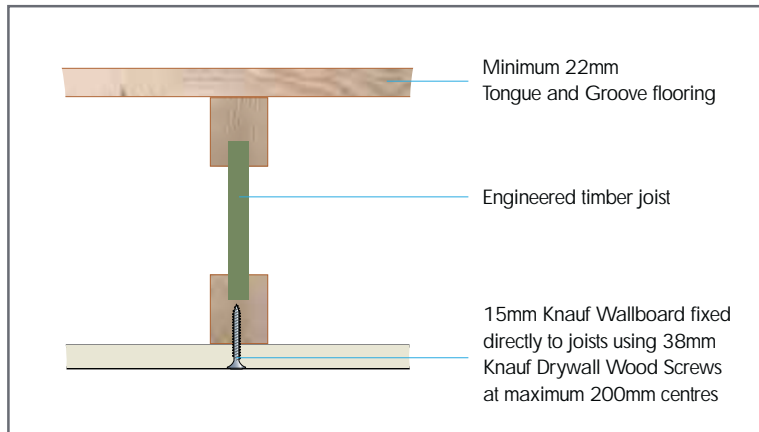 Minimum 22mm
Tongue and Groove flooring
Engineered timber joist
15mm Knauf Wallboard fixed
directly to joists using 38mm
Knauf Drywall Wood Screws
at maximum 200mm centres